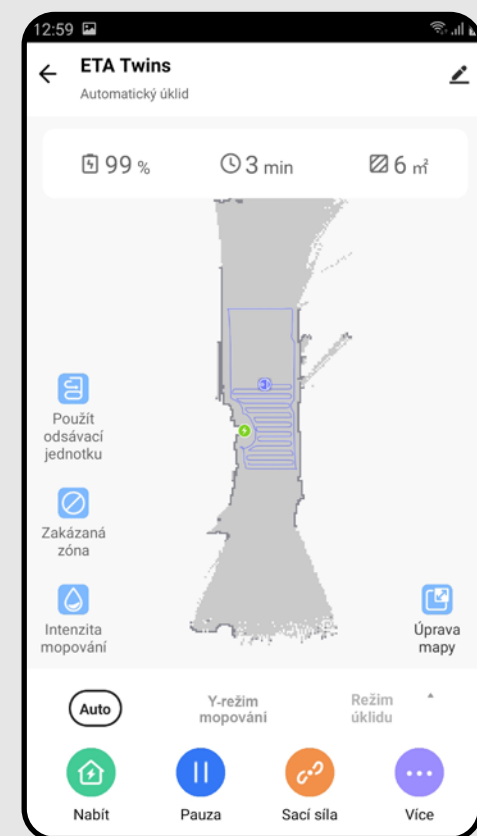 12:59
ETA Twins
Automatický úklid
99 %
3 min
6 m²
Použít
odsávací
jednotku
Zakázaná
zóna
Intenzita
mopování
Úprava
mapy
Auto
Y-režim
mopování
Režim
úklidu
Nabít
Pauza
Sací síla
Více